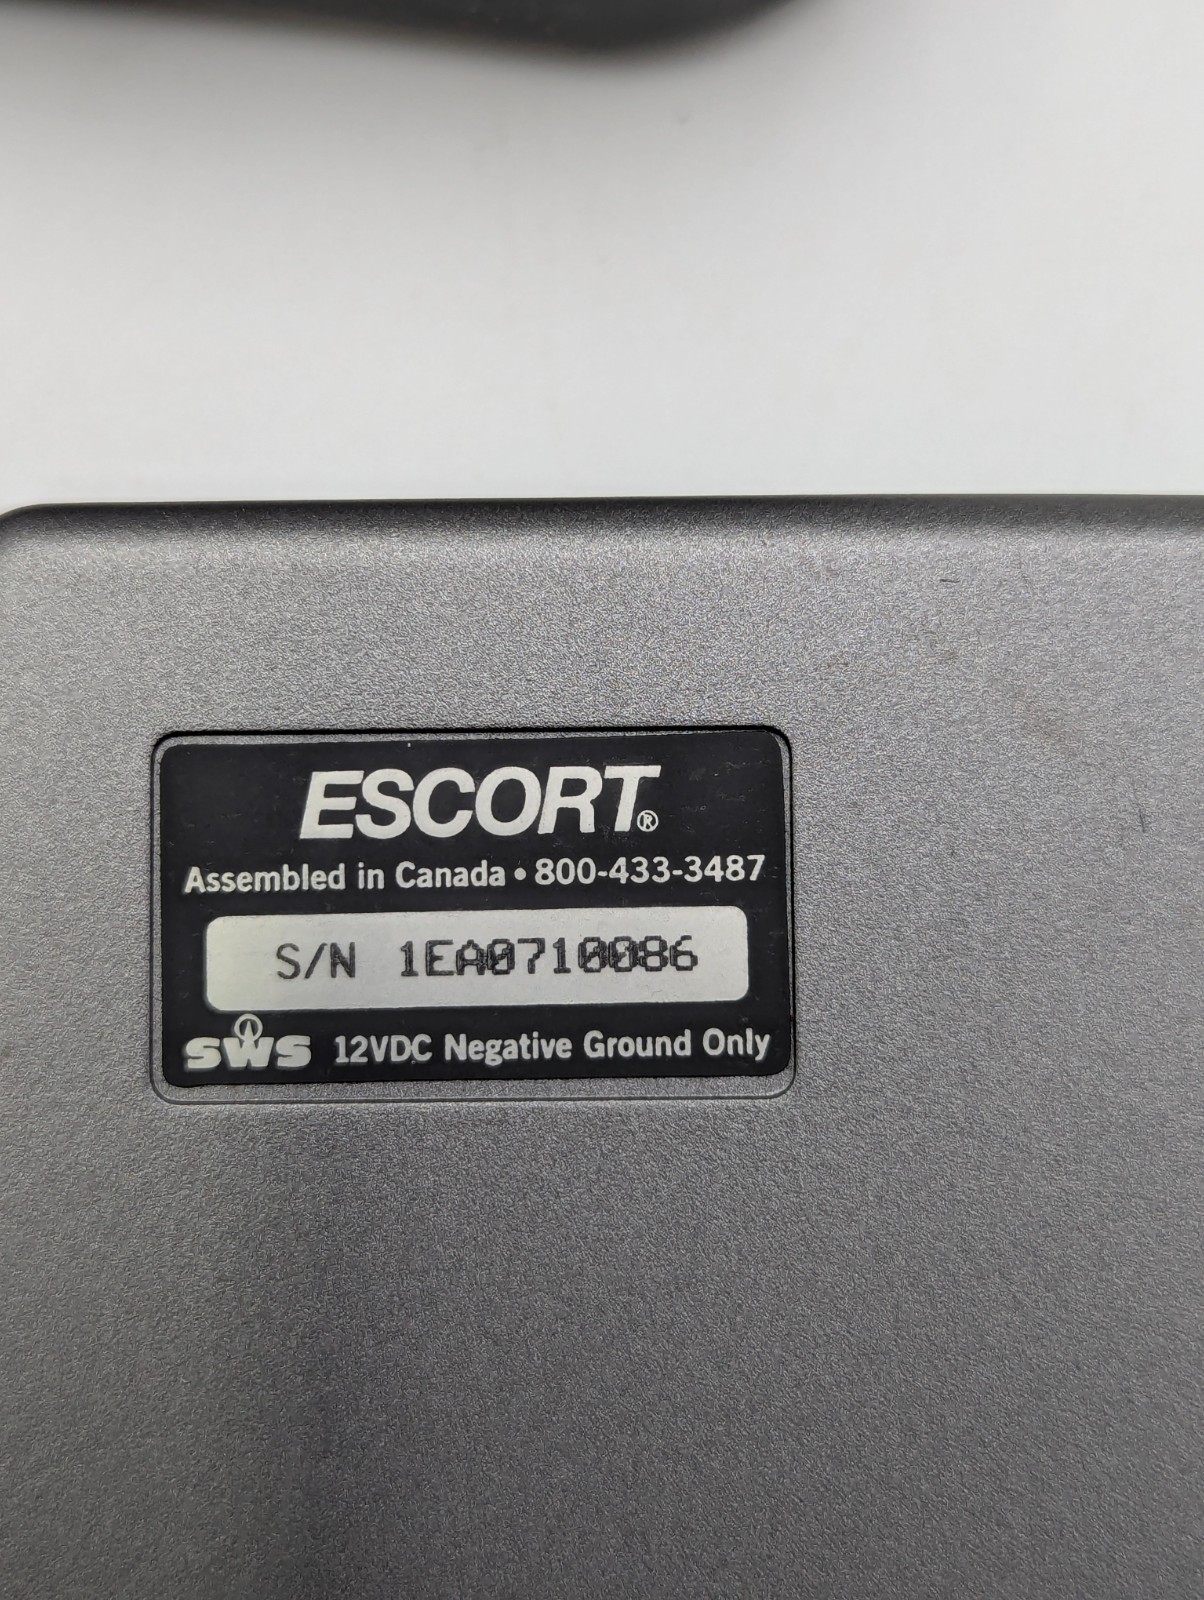 ESCORT®
Assembled in Canada • 800-433-3487
S/N 1EA0710086
SWS 12VDC Negative Ground Only